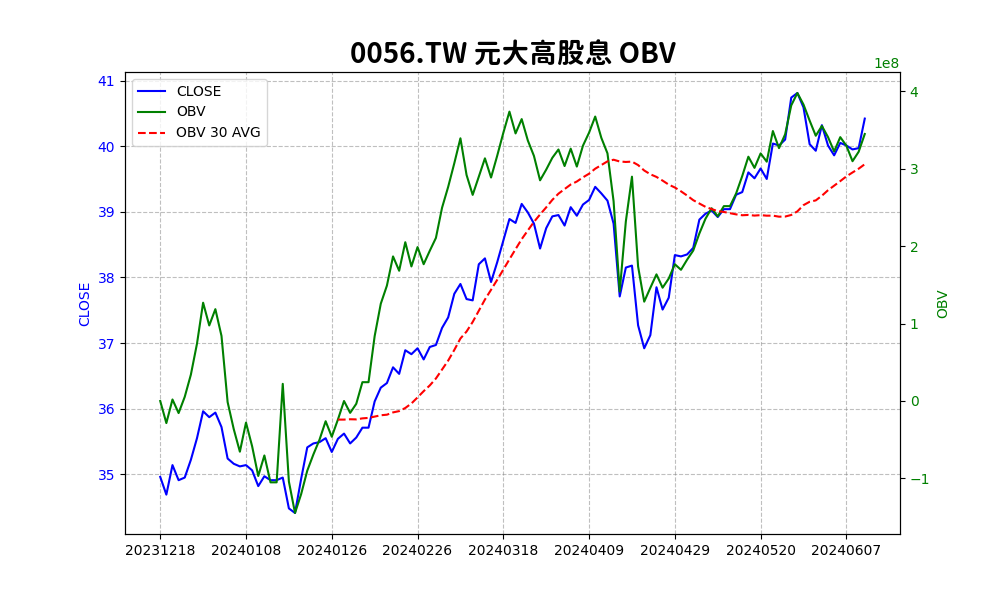 0056.TW 元大高股息 OBV
1e8
CLOSE
OBV
OBV 30 AVG
41
40
39
38
37
36
35
CLOSE
4
3
2
1
0
−1
OBV
20231218 20240108 20240126 20240226 20240318 20240409 20240429 20240520 20240607